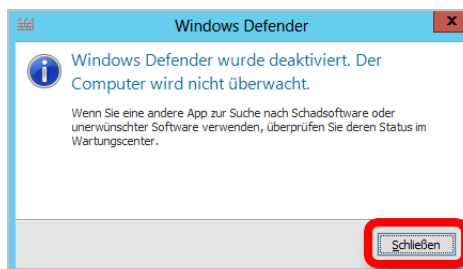 Windows Defender
x
Windows Defender wurde deaktiviert. Der
Computer wird nicht überwacht.
Wenn Sie eine andere App zur Suche nach Schadsoftware oder
unerwünschter Software verwenden, überprüfen Sie deren Status im
Wartungscenter.
Schließen